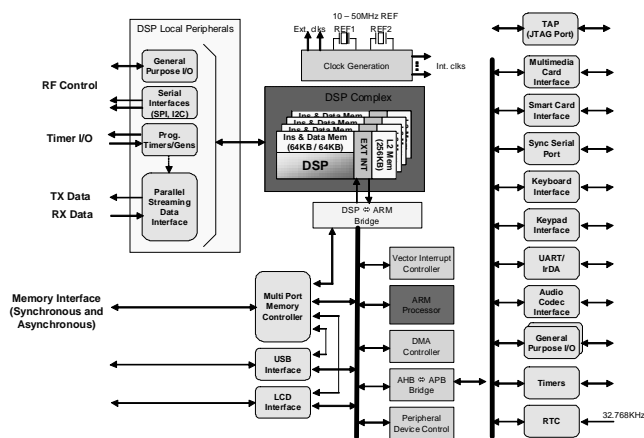 DSP Local Peripherals
General
Purpose I/O
RF Control
Serial
Interfaces
(SPI, I2C)
Timer I/O
Prog.
Timers/Gens
TX Data
RX Data
Parallel
Streaming
Data
Interface
10 – 50MHz REF
Ext. clks
REF1
REF2
Clock Generation
Int. clks
DSP Complex
Ins & Data Mem
Ins & Data Mem
Ins & Data Mem
Ins & Data Mem
(64KB / 64KB)
DSP
EXT INT
L2 Mem
(256KB)
DSP ⇔ ARM
Bridge
Memory Interface
(Synchronous and
Asynchronous)
Multi Port
Memory
Controller
USB
Interface
LCD
Interface
Vector Interrupt
Controller
ARM
Processor
DMA
Controller
AHB ⇔ APB
Bridge
Peripheral
Device Control
TAP
(JTAG Port)
Multimedia
Card Interface
Smart Card
Interface
Sync Serial
Port
Keyboard
Interface
Keypad
Interface
UART/
IrDA
Audio
Codec
Interface
General
Purpose I/O
Timers
RTC
32.768KHz